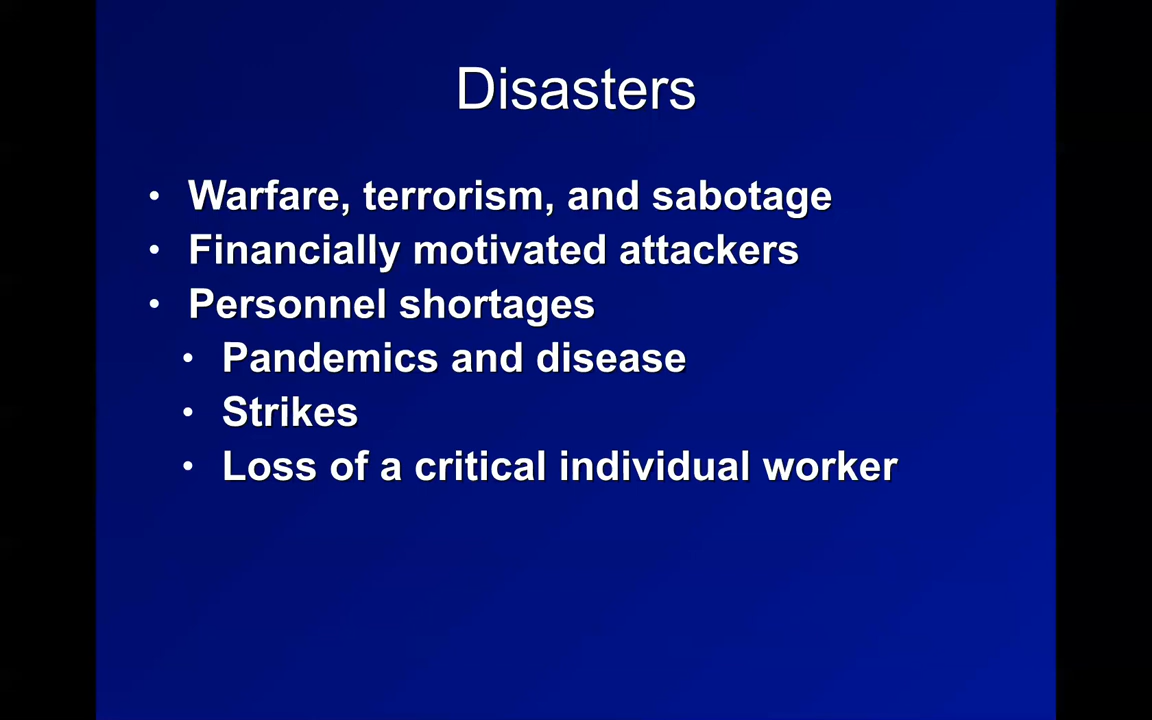 Disasters
• Warfare, terrorism, and sabotage
• Financially motivated attackers
• Personnel shortages
• Pandemics and disease
• Strikes
• Loss of a critical individual worker